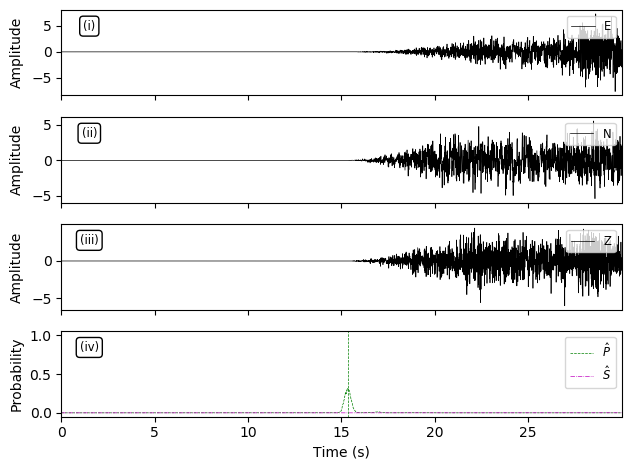 (i)
E
5
0
−5
Amplitude
(ii)
N
5
0
−5
Amplitude
(iii)
Z
0
−5
Amplitude
(iv)
P̂
Ŝ
1.0
0.5
0.0
Probability
0 5 10 15 20 25
Time (s)